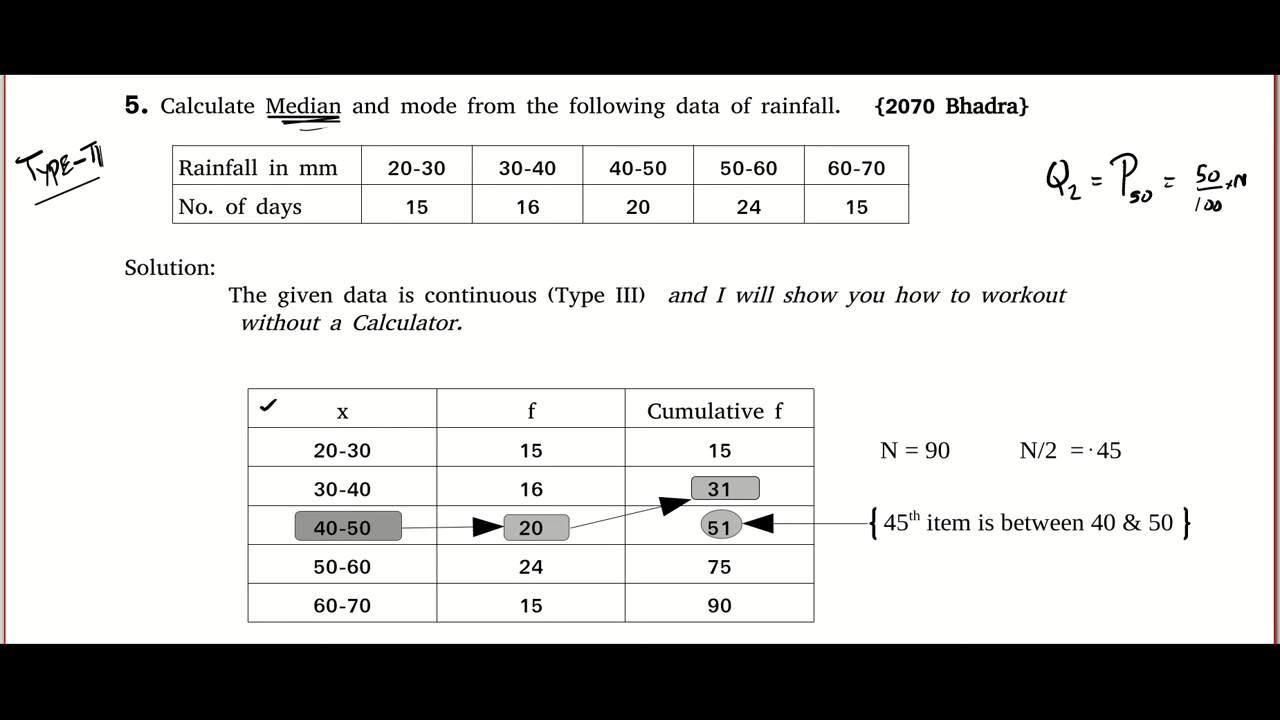 5. Calculate Median and mode from the following data of rainfall. {2070 Bhadra}
TYPE-III
Rainfall in mm 20-30 30-40 40-50 50-60 60-70
No. of days 15 16 20 24 15
Q2 = P50 = 50/100 × N
Solution:
The given data is continuous (Type III) and I will show you how to workout
without a Calculator.
✓ x f Cumulative f
20-30 15 15 N = 90 N/2 = 45
30-40 16 31
40-50 20 51 { 45th item is between 40 & 50 }
50-60 24 75
60-70 15 90